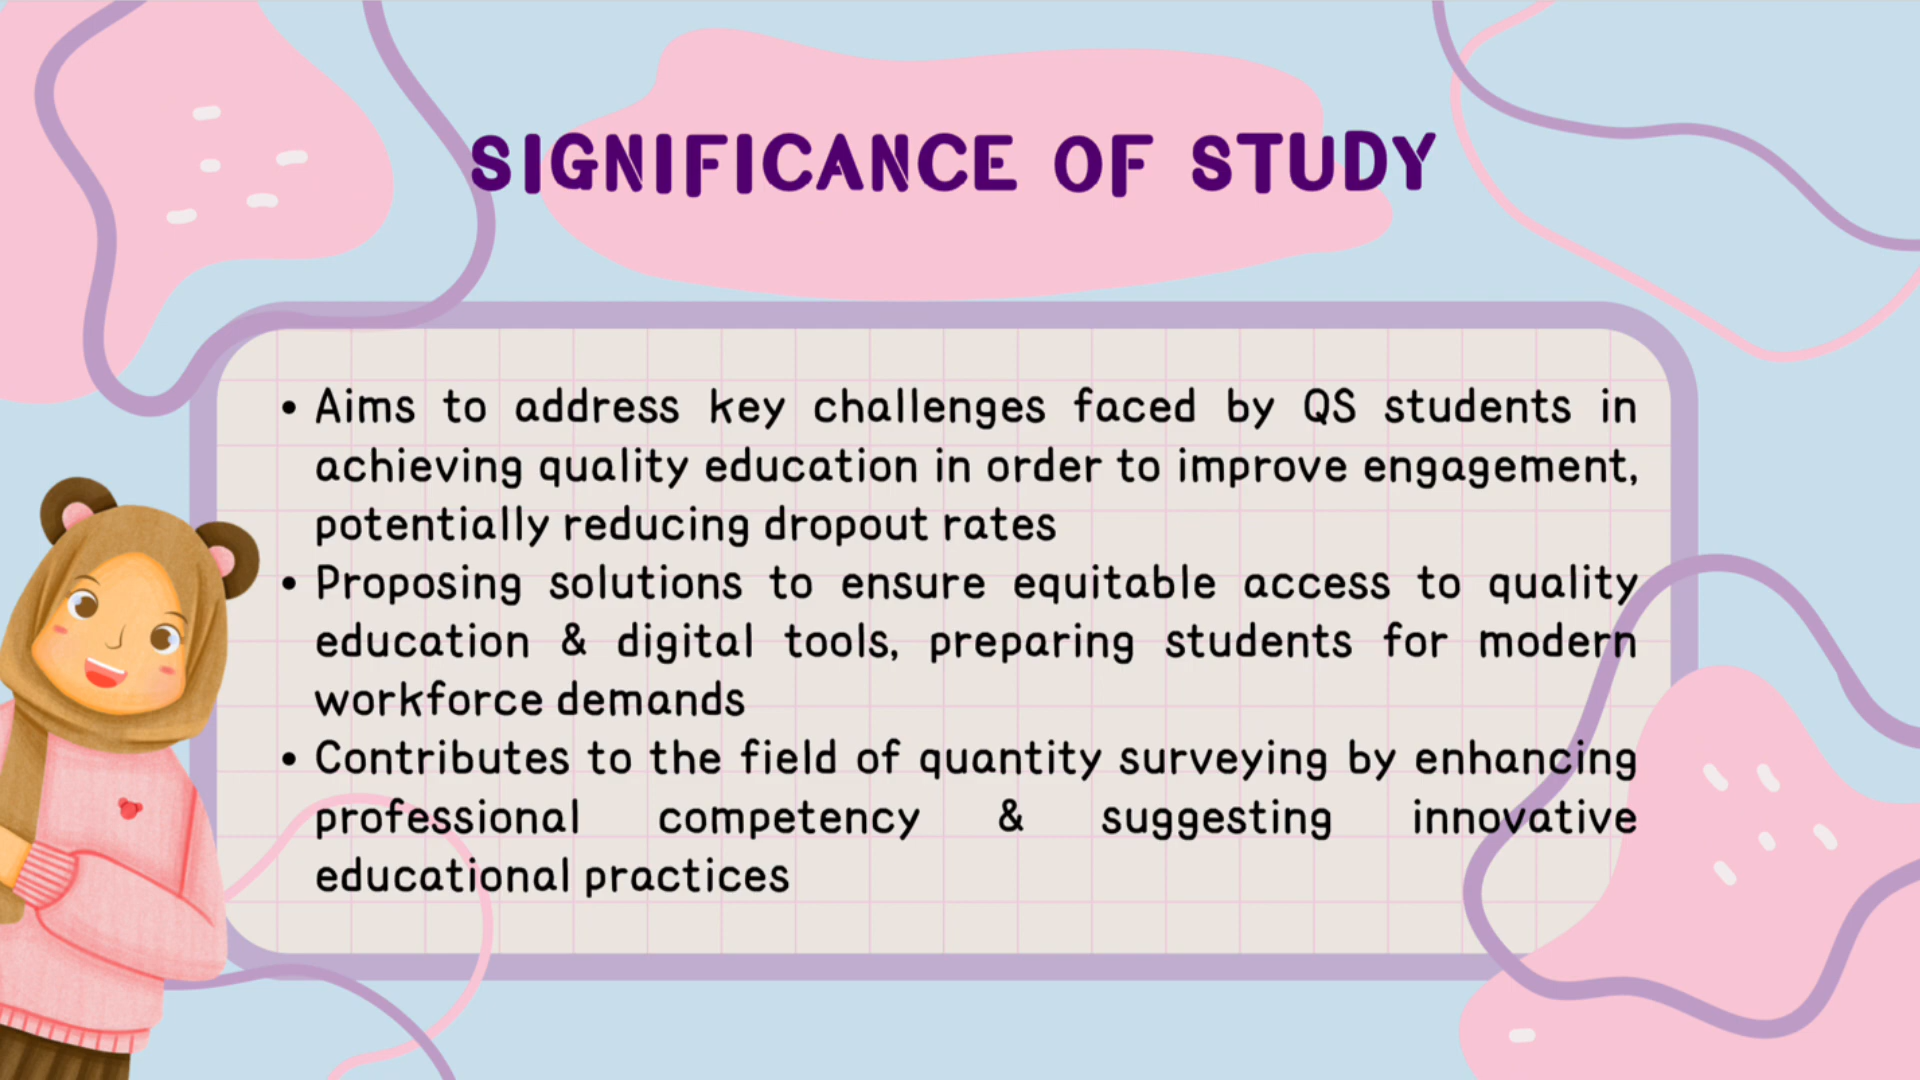 SIGNIFICANCE OF STUDY
• Aims to address key challenges faced by QS students in
achieving quality education in order to improve engagement,
potentially reducing dropout rates
• Proposing solutions to ensure equitable access to quality
education & digital tools, preparing students for modern
workforce demands
• Contributes to the field of quantity surveying by enhancing
professional competency & suggesting innovative
educational practices